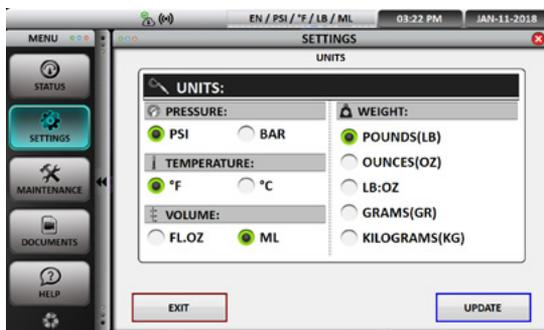 EN / PSI / °F / LB / ML
03:22 PM
JAN-11-2018
MENU
SETTINGS
UNITS
STATUS
SETTINGS
MAINTENANCE
DOCUMENTS
HELP
UNITS:
PRESSURE:
PSI
BAR
TEMPERATURE:
°F
°C
VOLUME:
FL.OZ
ML
WEIGHT:
POUNDS(LB)
OUNCES(OZ)
LB:OZ
GRAMS(GR)
KILOGRAMS(KG)
EXIT
UPDATE